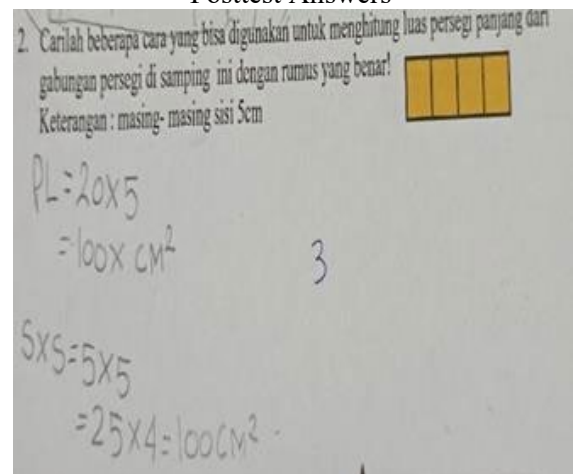 Posttest Answers
2. Carilah beberapa cara yang bisa digunakan untuk menghitung luas persegi panjang dari
gabungan persegi di samping ini dengan rumus yang benar!
Keterangan : masing- masing sisi 5cm
PL = 20x5
= 100x cm²
3
SxS = 5x5
= 25x4 = 100cm²